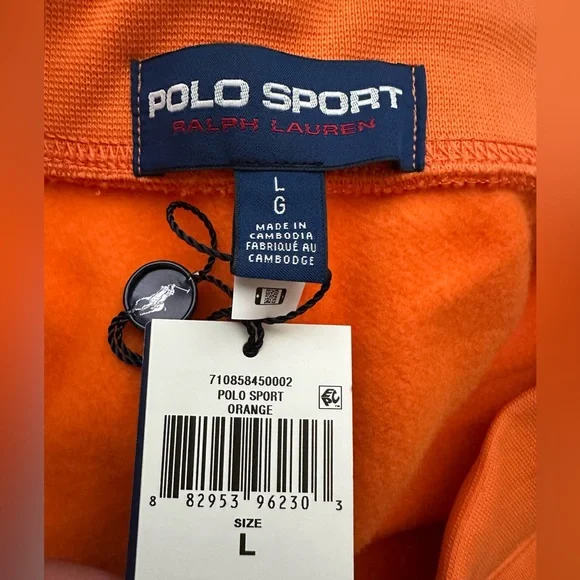 POLO SPORT
RALPH LAUREN
L
G
MADE IN
CAMBODIA
FABRIQUÉ AU
CAMBODGE
710858450002
POLO SPORT
ORANGE
8 82953 96230 3
SIZE
L